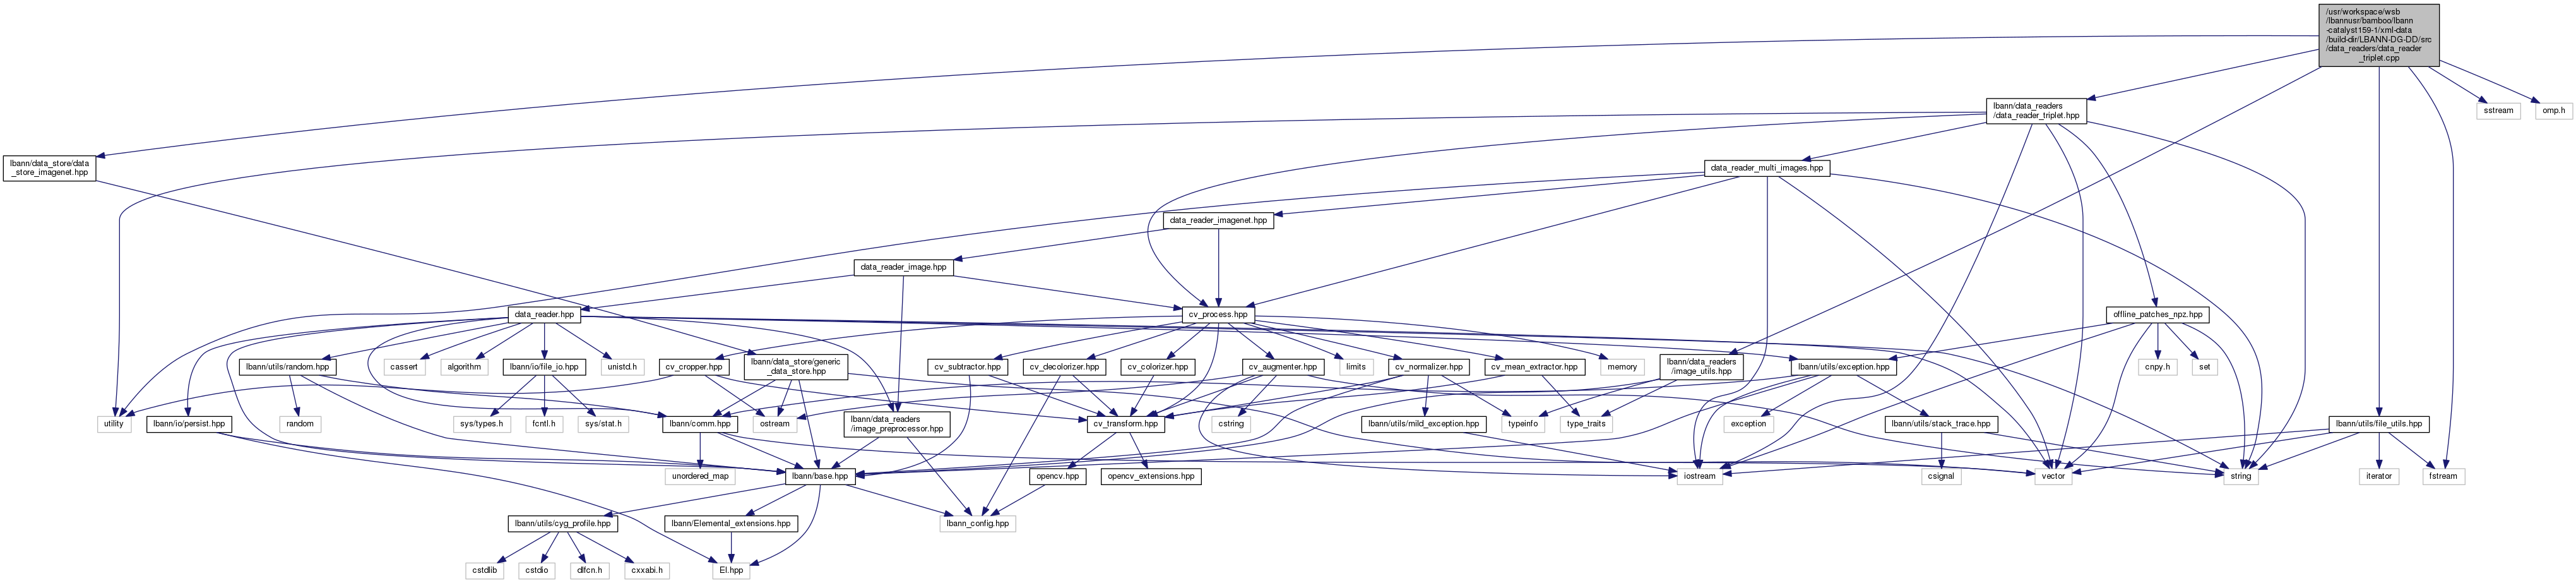 /usr/workspace/wsb
/lbannusr/bamboo/lbann
-catalyst159-1/xml-data
/build-dir/LBANN-DG-DD/src
/data_readers/data_reader
_triplet.cpp
lbann/data_readers
/data_reader_triplet.hpp
sstream
omp.h
lbann/data_store/data
_store_imagenet.hpp
data_reader_multi_images.hpp
data_reader_imagenet.hpp
data_reader_image.hpp
data_reader.hpp
cv_process.hpp
offline_patches_npz.hpp
lbann/utils/random.hpp
cassert
algorithm
lbann/io/file_io.hpp
unistd.h
cv_cropper.hpp
lbann/data_store/generic
_data_store.hpp
cv_subtractor.hpp
cv_decolorizer.hpp
cv_colorizer.hpp
cv_augmenter.hpp
limits
cv_normalizer.hpp
cv_mean_extractor.hpp
memory
lbann/data_readers
/image_utils.hpp
lbann/utils/exception.hpp
cnpy.h
set
utility
lbann/io/persist.hpp
random
sys/types.h
fcntl.h
sys/stat.h
lbann/comm.hpp
ostream
lbann/data_readers
/image_preprocessor.hpp
cv_transform.hpp
cstring
lbann/utils/mild_exception.hpp
typeinfo
type_traits
exception
lbann/utils/stack_trace.hpp
lbann/utils/file_utils.hpp
unordered_map
lbann/base.hpp
opencv.hpp
opencv_extensions.hpp
iostream
csignal
vector
string
iterator
fstream
lbann/utils/cyg_profile.hpp
lbann/Elemental_extensions.hpp
lbann_config.hpp
cstdlib
cstdio
dlfcn.h
cxxabi.h
El.hpp